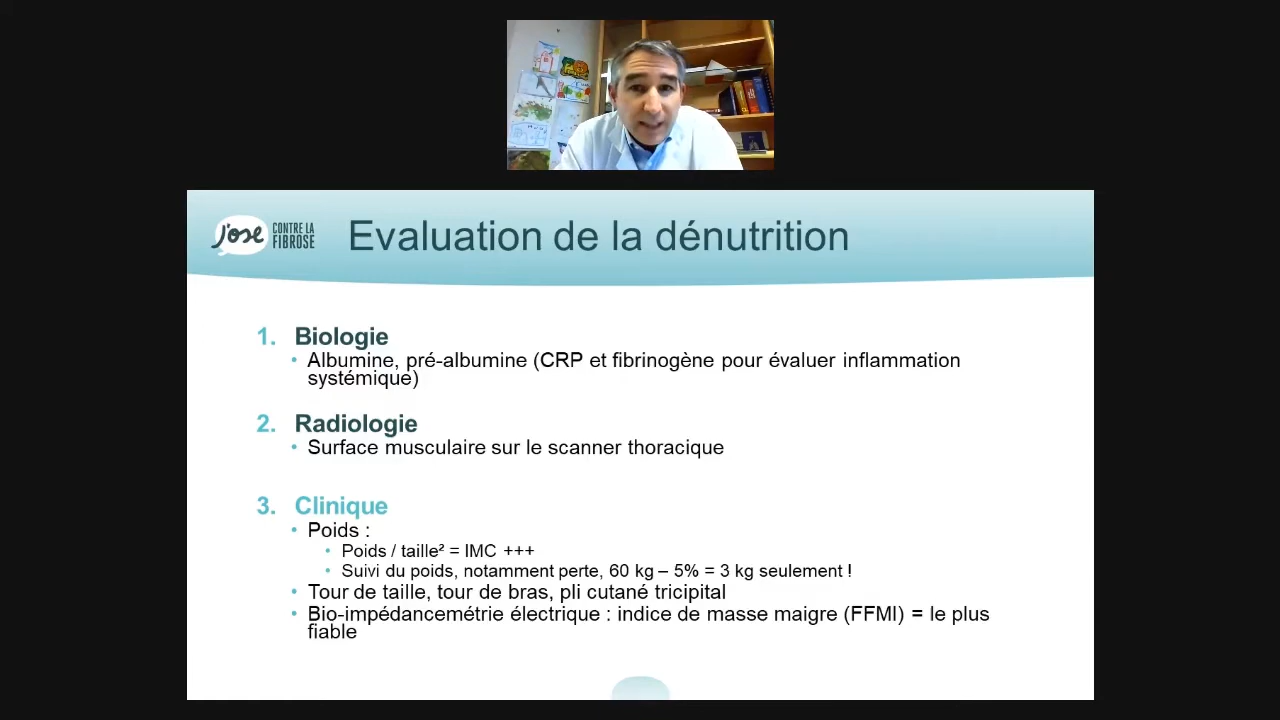 J'ose CONTRE LA
FIBROSE
Evaluation de la dénutrition
1. Biologie
• Albumine, pré-albumine (CRP et fibrinogène pour évaluer inflammation
systémique)
2. Radiologie
• Surface musculaire sur le scanner thoracique
3. Clinique
• Poids :
• Poids / taille² = IMC +++
• Suivi du poids, notamment perte, 60 kg – 5% = 3 kg seulement !
• Tour de taille, tour de bras, pli cutané tricipital
• Bio-impédancemétrie électrique : indice de masse maigre (FFMI) = le plus
fiable